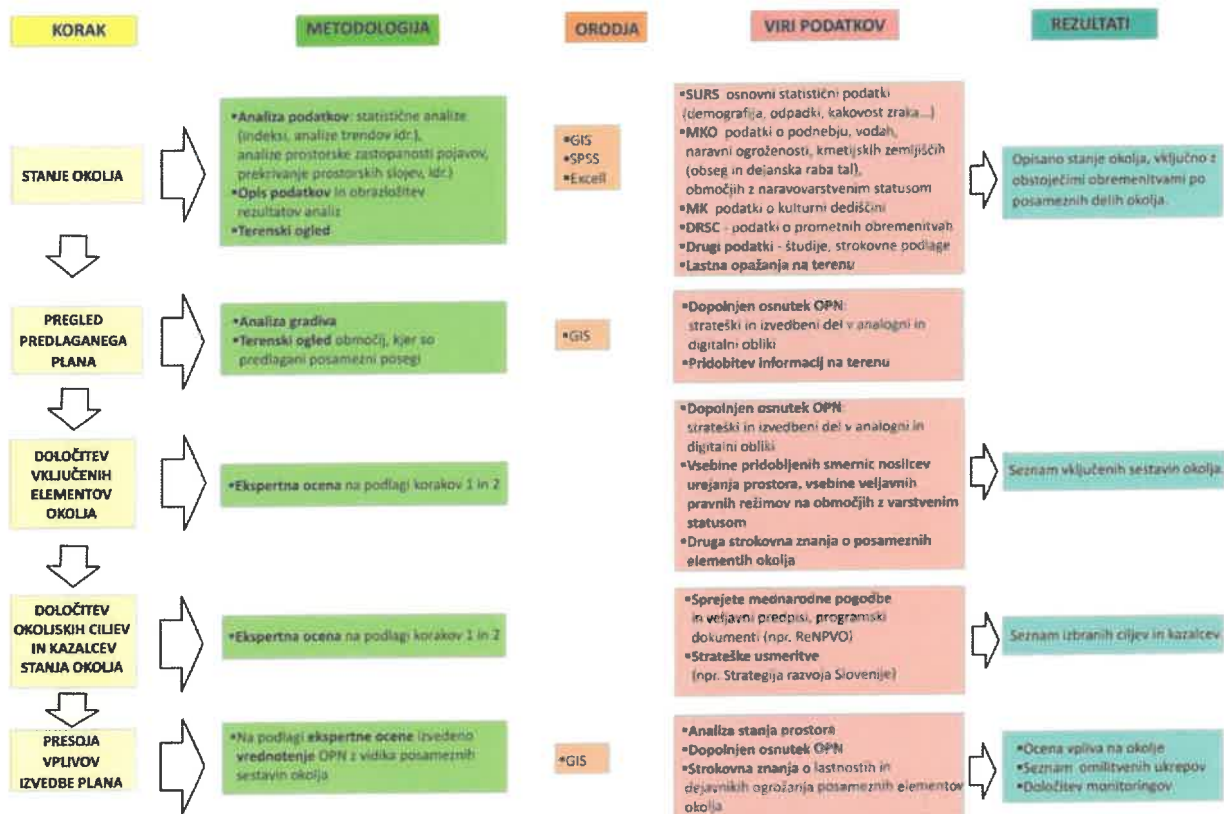 KORAK
METODOLOGIJA
ORODJA
VIRI PODATKOV
REZULTATI
STANJE OKOLJA
▪Analiza podatkov: statistične analize
(indeksi, analize trendov idr.),
analize prostorske zastopanosti pojavov,
prekrivanje prostorskih slojev, idr.)
▪Opis podatkov in obrazložitev
rezultatov analiz
▪Terenski ogled
▪GIS
▪SPSS
▪Excell
▪SURS osnovni statistični podatki
(demografija, odpadki, kakovost zraka...)
▪MKO podatki o podnebju, vodah,
naravni ogroženosti, kmetijskih zemljiščih
(obseg in dejanska raba tal),
območjih z naravovarstvenim statusom
▪MK podatki o kulturni dediščini
▪DRSC - podatki o prometnih obremenitvah
▪Drugi podatki - študije, strokovne podlage
▪Lastna opažanja na terenu
Opisano stanje okolja, vključno z
obstoječimi obremenitvami po
posameznih delih okolja.
PREGLED
PREDLAGANEGA
PLANA
▪Analiza gradiva
▪Terenski ogled območij, kjer so
predlagani posamezni posegi
▪GIS
▪Dopolnjen osnutek OPN:
strateški in izvedbeni del v analogni in
digitalni obliki
▪Pridobitev informacij na terenu
DOLOČITEV
VKLJUČENIH
ELEMENTOV
OKOLJA
▪Ekspertna ocena na podlagi korakov 1 in 2
▪Dopolnjen osnutek OPN:
strateški in izvedbeni del v analogni in
digitalni obliki
▪Vsebine pridobljenih smernic nosilcev
urejanja prostora, vsebine veljavnih
pravnih režimov na območjih z varstvenim
statusom
▪Druga strokovna znanja o posameznih
elementih okolja
Seznam vključenih sestavin okolja.
DOLOČITEV
OKOLJSKIH CILJEV
IN KAZALCEV
STANJA OKOLJA
▪Ekspertna ocena na podlagi korakov 1 in 2
▪Sprejete mednarodne pogodbe
in veljavni predpisi, programski
dokumenti (npr. ReNPVO)
▪Strateške usmeritve
(npr. Strategija razvoja Slovenije)
Seznam izbranih ciljev in kazalcev.
PRESOJA
VPLIVOV
IZVEDBE PLANA
▪Na podlagi ekspertne ocene izvedeno
vrednotenje OPN z vidika posameznih
sestavin okolja
▪GIS
▪Analiza stanja prostora
▪Dopolnjen osnutek OPN
▪Strokovna znanja o lastnostih in
dejavnikih ogrožanja posameznih elementov
okolja
▪Ocena vpliva na okolje
▪Seznam omilitvenih ukrepov
▪Določitev monitoringov